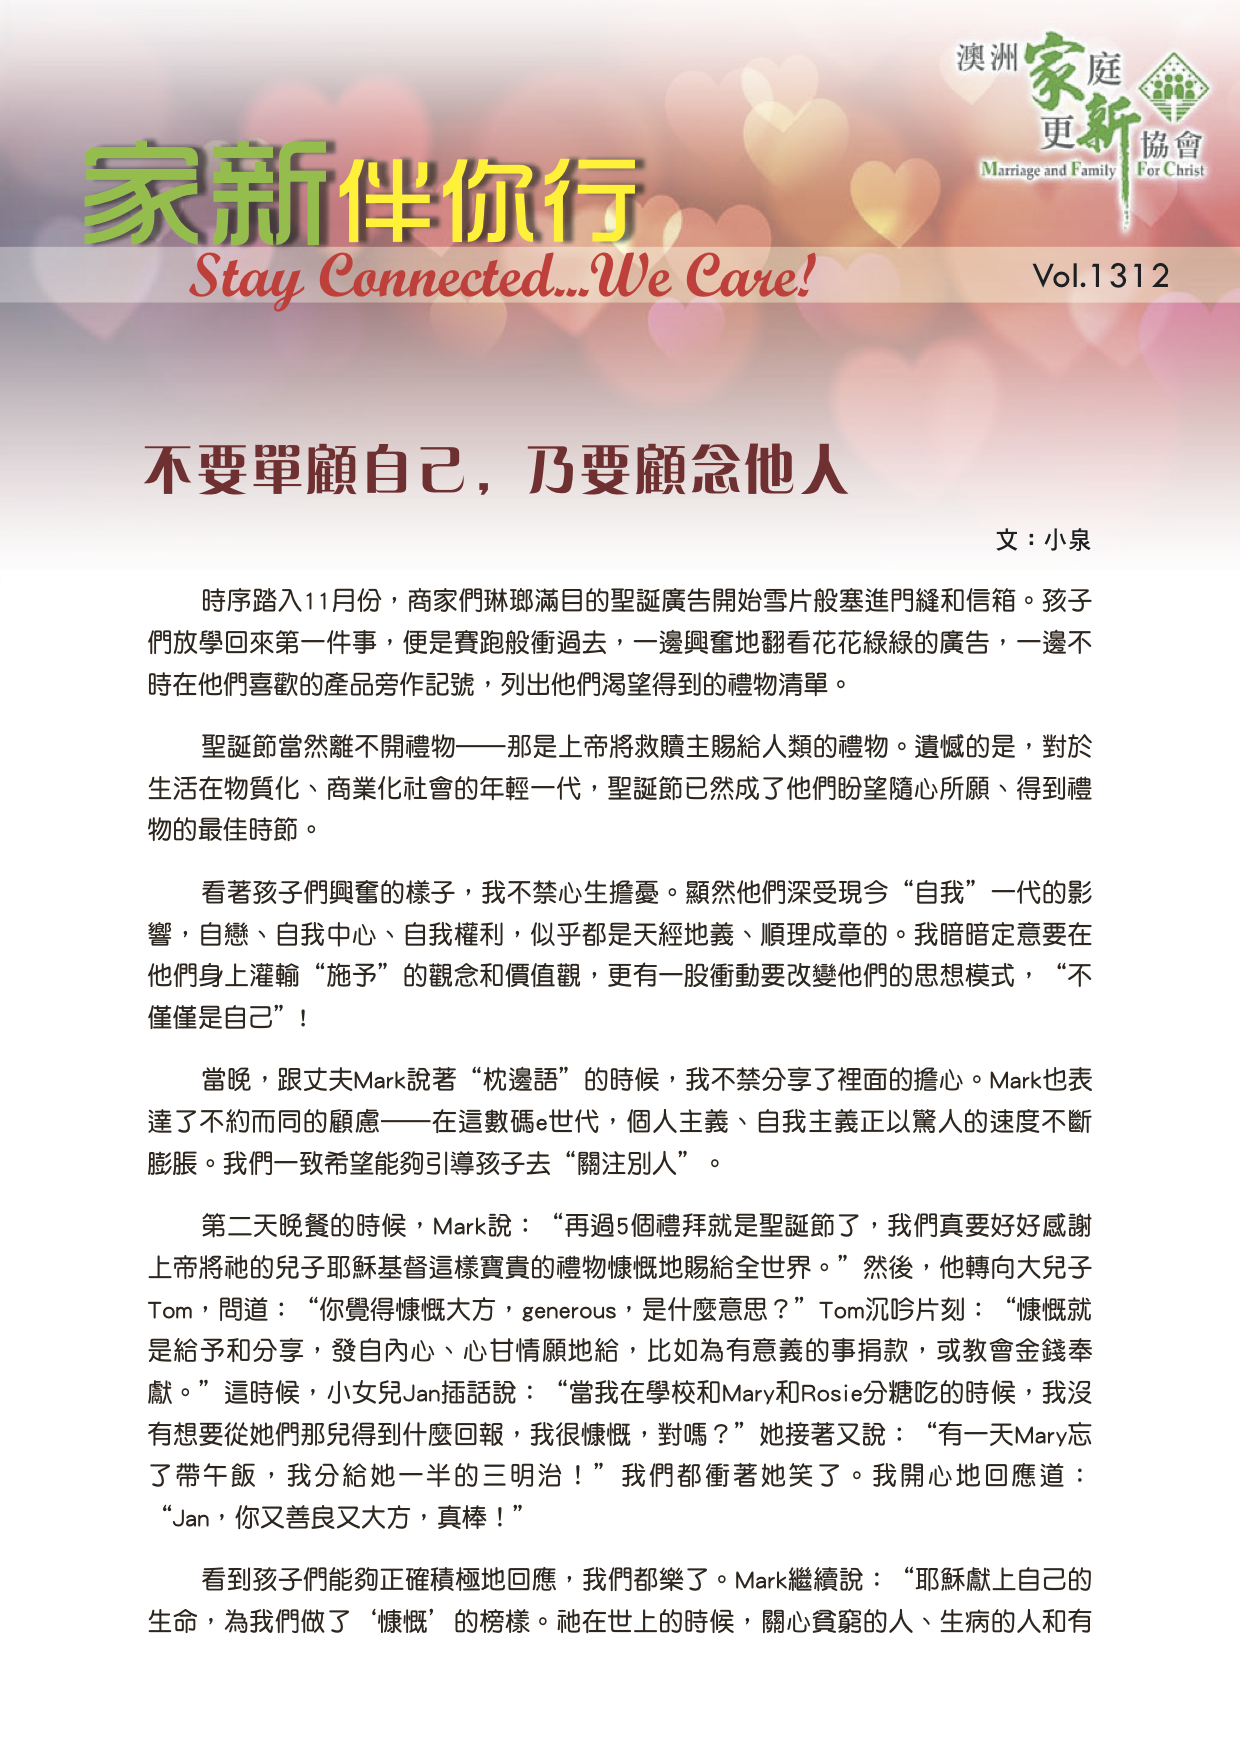 澳洲家庭更新協會
Marriage and Family For Christ
家新伴你行
Stay Connected...We Care!
Vol.1312
不要單顧自己，乃要顧念他人
文：小泉
時序踏入11月份，商家們琳瑯滿目的聖誕廣告開始雪片般塞進門縫和信箱。孩子
們放學回來第一件事，便是賽跑般衝過去，一邊興奮地翻看花花綠綠的廣告，一邊不
時在他們喜歡的產品旁作記號，列出他們渴望得到的禮物清單。
聖誕節當然離不開禮物——那是上帝將救贖主賜給人類的禮物。遺憾的是，對於
生活在物質化、商業化社會的年輕一代，聖誕節已然成了他們盼望隨心所願、得到禮
物的最佳時節。
看著孩子們興奮的樣子，我不禁心生擔憂。顯然他們深受現今“自我”一代的影
響，自戀、自我中心、自我權利，似乎都是天經地義、順理成章的。我暗暗定意要在
他們身上灌輸“施予”的觀念和價值觀，更有一股衝動要改變他們的思想模式，“不
僅僅是自己”！
當晚，跟丈夫Mark說著“枕邊語”的時候，我不禁分享了裡面的擔心。Mark也表
達了不約而同的顧慮——在這數碼e世代，個人主義、自我主義正以驚人的速度不斷
膨脹。我們一致希望能夠引導孩子去“關注別人”。
第二天晚餐的時候，Mark說：“再過5個禮拜就是聖誕節了，我們真要好好感謝
上帝將祂的兒子耶穌基督這樣寶貴的禮物慷慨地賜給全世界。”然後，他轉向大兒子
Tom，問道：“你覺得慷慨大方，generous，是什麼意思？”Tom沉吟片刻：“慷慨就
是給予和分享，發自內心、心甘情願地給，比如為有意義的事捐款，或教會金錢奉
獻。”這時候，小女兒Jan插話說：“當我在學校和Mary和Rosie分糖吃的時候，我沒
有想要從她們那兒得到什麼回報，我很慷慨，對嗎？”她接著又說：“有一天Mary忘
了帶午飯，我分給她一半的三明治！”我們都衝著她笑了。我開心地回應道：
“Jan，你又善良又大方，真棒！”
看到孩子們能夠正確積極地回應，我們都樂了。Mark繼續說：“耶穌獻上自己的
生命，為我們做了‘慷慨’的榜樣。祂在世上的時候，關心貧窮的人、生病的人和有